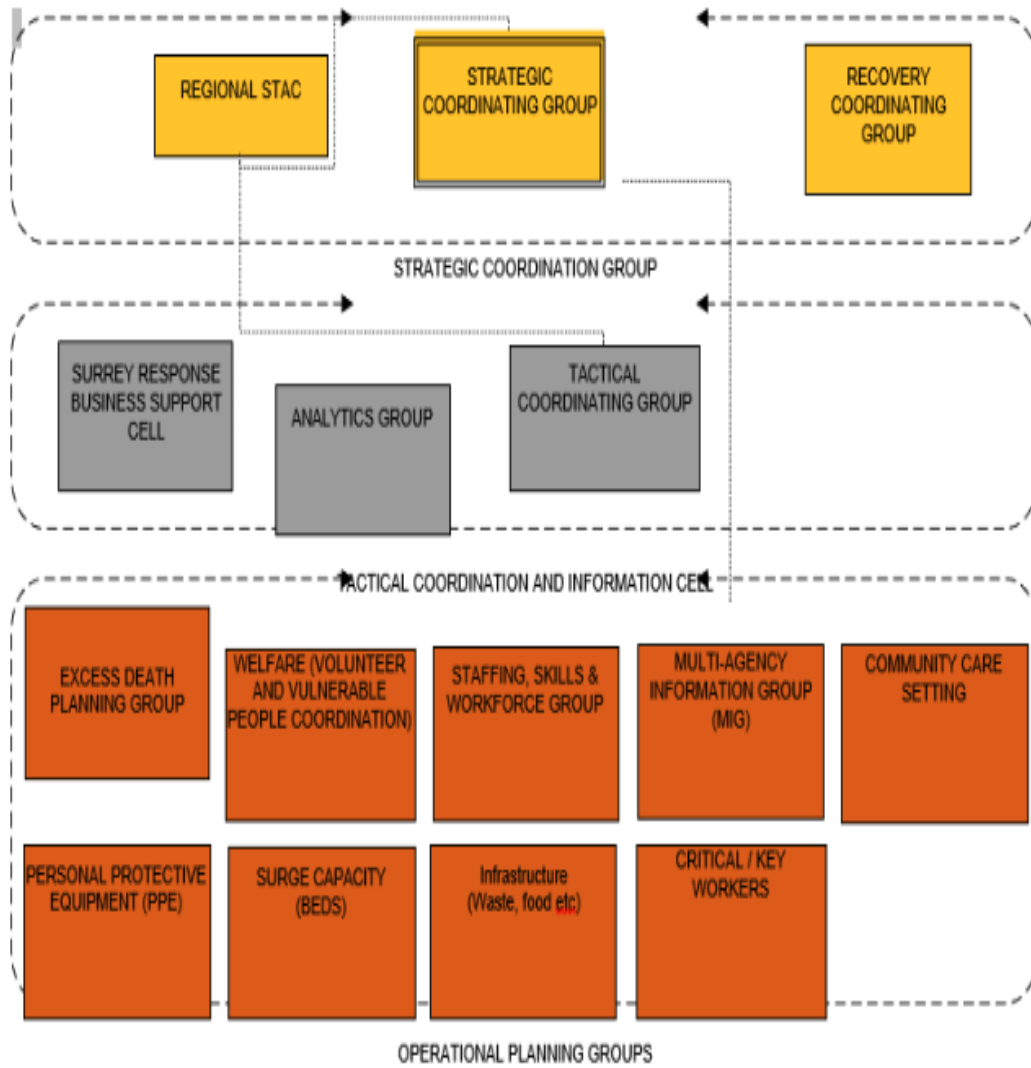 REGIONAL STAC
STRATEGIC
COORDINATING GROUP
RECOVERY
COORDINATING
GROUP
STRATEGIC COORDINATION GROUP
SURREY RESPONSE
BUSINESS SUPPORT
CELL
ANALYTICS GROUP
TACTICAL
COORDINATING GROUP
TACTICAL COORDINATION AND INFORMATION CELL
EXCESS DEATH
PLANNING GROUP
WELFARE (VOLUNTEER
AND VULNERABLE
PEOPLE COORDINATION)
STAFFING, SKILLS &
WORKFORCE GROUP
MULTI-AGENCY
INFORMATION GROUP
(MIG)
COMMUNITY CARE
SETTING
PERSONAL PROTECTIVE
EQUIPMENT (PPE)
SURGE CAPACITY
(BEDS)
Infrastructure
(Waste, food etc)
CRITICAL / KEY
WORKERS
OPERATIONAL PLANNING GROUPS